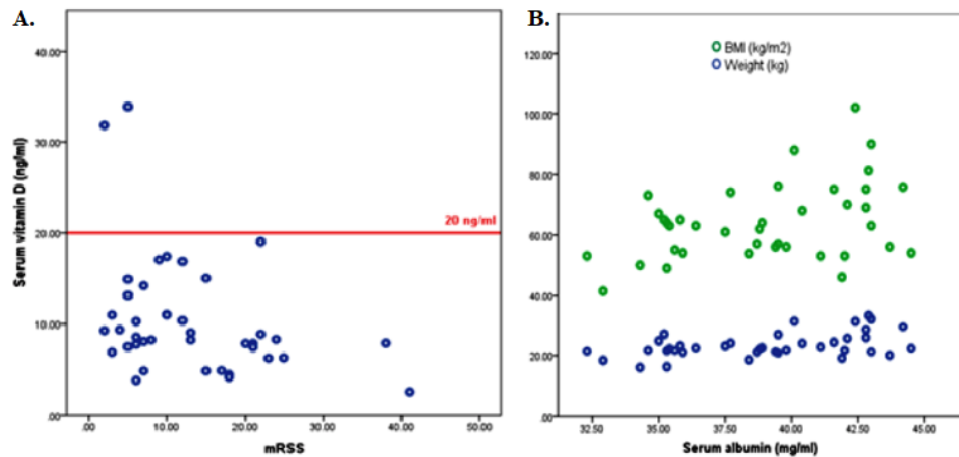 A.
Serum vitamin D (ng/ml)
40.00
30.00
20.00
10.00
.00
20 ng/ml
.00 10.00 20.00 30.00 40.00 50.00
mRSS
B.
BMI (kg/m2)
Weight (kg)
120.00
100.00
80.00
60.00
40.00
20.00
.00
32.50 35.00 37.50 40.00 42.50 45.00
Serum albumin (mg/ml)